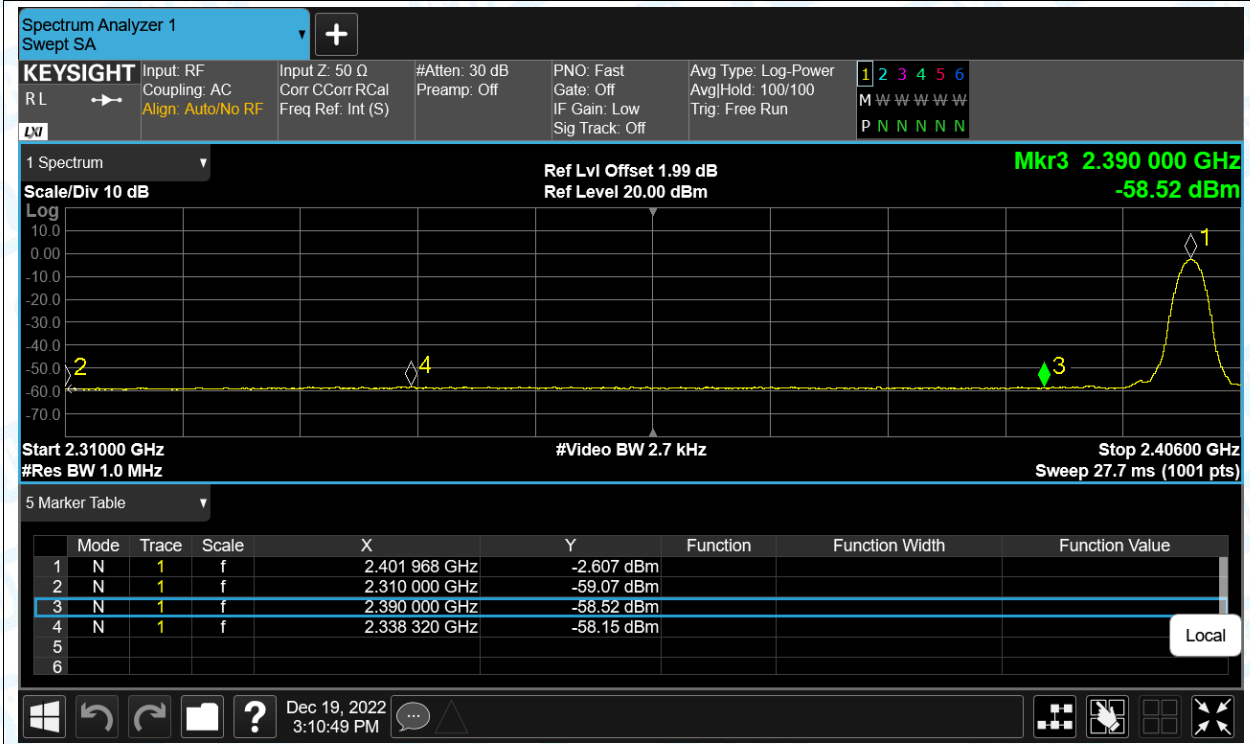 Spectrum Analyzer 1
Swept SA
KEYSIGHT
R L
LXI
Input: RF
Coupling: AC
Align: Auto/No RF
Input Z: 50 Ω
Corr CCorr RCal
Freq Ref: Int (S)
#Atten: 30 dB
Preamp: Off
PNO: Fast
Gate: Off
IF Gain: Low
Sig Track: Off
Avg Type: Log-Power
Avg|Hold: 100/100
Trig: Free Run
1 2 3 4 5 6
M W W W W W
P N N N N N
1 Spectrum
Scale/Div 10 dB
Ref Lvl Offset 1.99 dB
Ref Level 20.00 dBm
Mkr3 2.390 000 GHz
-58.52 dBm
Log
10.0
0.00
-10.0
-20.0
-30.0
-40.0
-50.0
-60.0
-70.0
1
2
4
3
Start 2.31000 GHz
#Video BW 2.7 kHz
Stop 2.40600 GHz
#Res BW 1.0 MHz
Sweep 27.7 ms (1001 pts)
5 Marker Table
Mode Trace Scale X Y Function Function Width Function Value
1 N 1 f 2.401 968 GHz -2.607 dBm
2 N 1 f 2.310 000 GHz -59.07 dBm
3 N 1 f 2.390 000 GHz -58.52 dBm
4 N 1 f 2.338 320 GHz -58.15 dBm
5
6
Local
?
Dec 19, 2022
3:10:49 PM